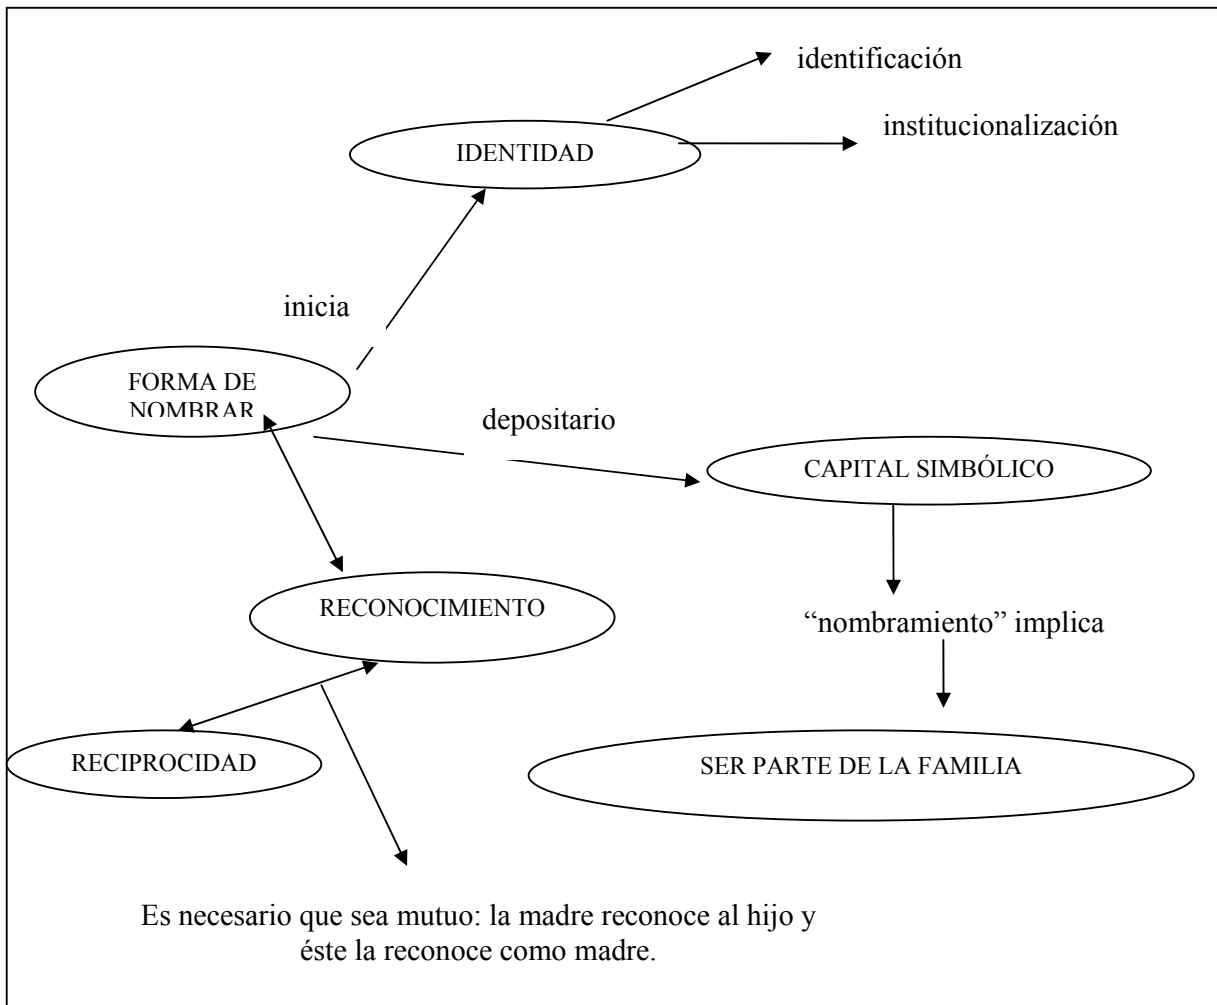 identificación
institucionalización
IDENTIDAD
inicia
FORMA DE
NOMBRAR
depositario
CAPITAL SIMBÓLICO
RECONOCIMIENTO
“nombramiento” implica
RECIPROCIDAD
SER PARTE DE LA FAMILIA
Es necesario que sea mutuo: la madre reconoce al hijo y
éste la reconoce como madre.